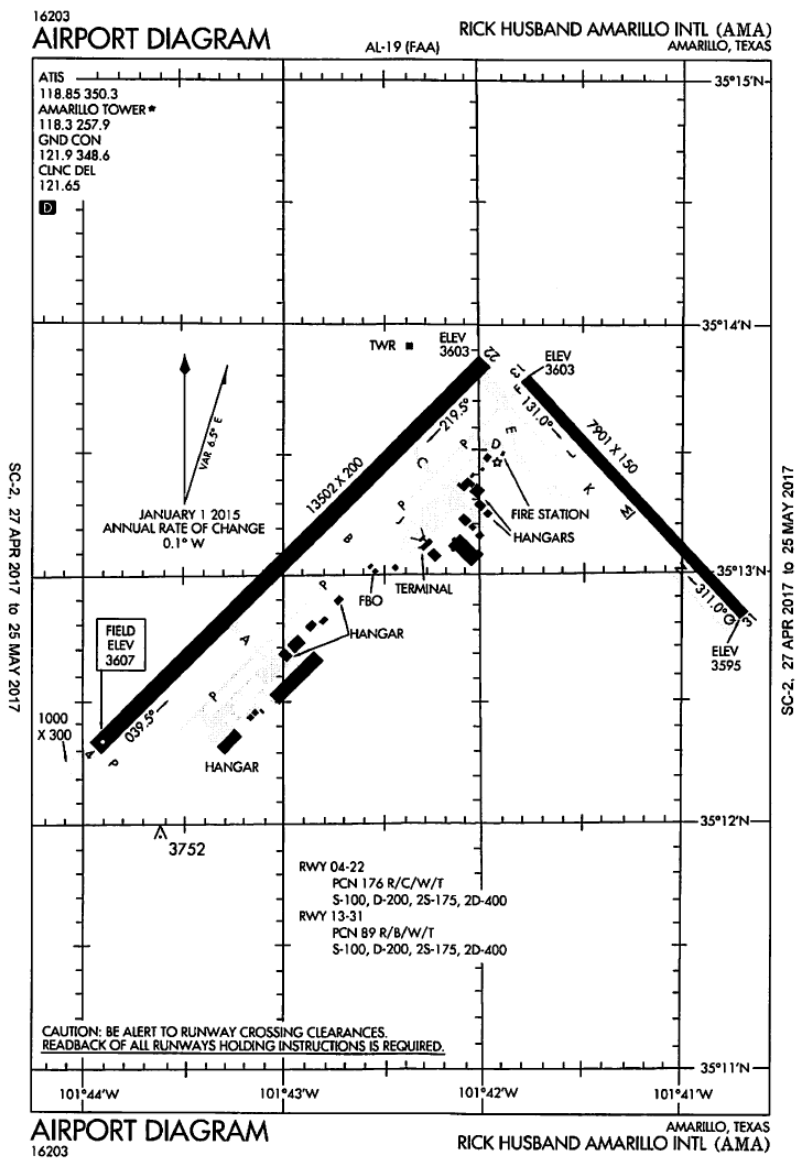 16203
AIRPORT DIAGRAM
AL-19 (FAA)
RICK HUSBAND AMARILLO INTL (AMA)
AMARILLO, TEXAS
ATIS
118.85 350.3
AMARILLO TOWER★
118.3 257.9
GND CON
121.9 348.6
CLNC DEL
121.65
D
35°15'N
35°14'N
TWR
ELEV
3603
22
13
ELEV
3603
F
131.0°
7901 X 150
219.5°
E
P
D
C
J
K
M
VAR 6.5° E
13502 X 200
JANUARY 1 2015
ANNUAL RATE OF CHANGE
0.1° W
FIRE STATION
HANGARS
P
J
B
L
35°13'N
FBO
TERMINAL
P
HANGAR
311.0°
G
31
ELEV
3595
FIELD
ELEV
3607
A
P
1000
X 300
039.5°
4
P
HANGAR
35°12'N
3752
RWY 04-22
PCN 176 R/C/W/T
S-100, D-200, 2S-175, 2D-400
RWY 13-31
PCN 89 R/B/W/T
S-100, D-200, 2S-175, 2D-400
CAUTION: BE ALERT TO RUNWAY CROSSING CLEARANCES.
READBACK OF ALL RUNWAYS HOLDING INSTRUCTIONS IS REQUIRED.
35°11'N
101°44'W
101°43'W
101°42'W
101°41'W
SC-2, 27 APR 2017 to 25 MAY 2017
SC-2, 27 APR 2017 to 25 MAY 2017
AIRPORT DIAGRAM
16203
AMARILLO, TEXAS
RICK HUSBAND AMARILLO INTL (AMA)